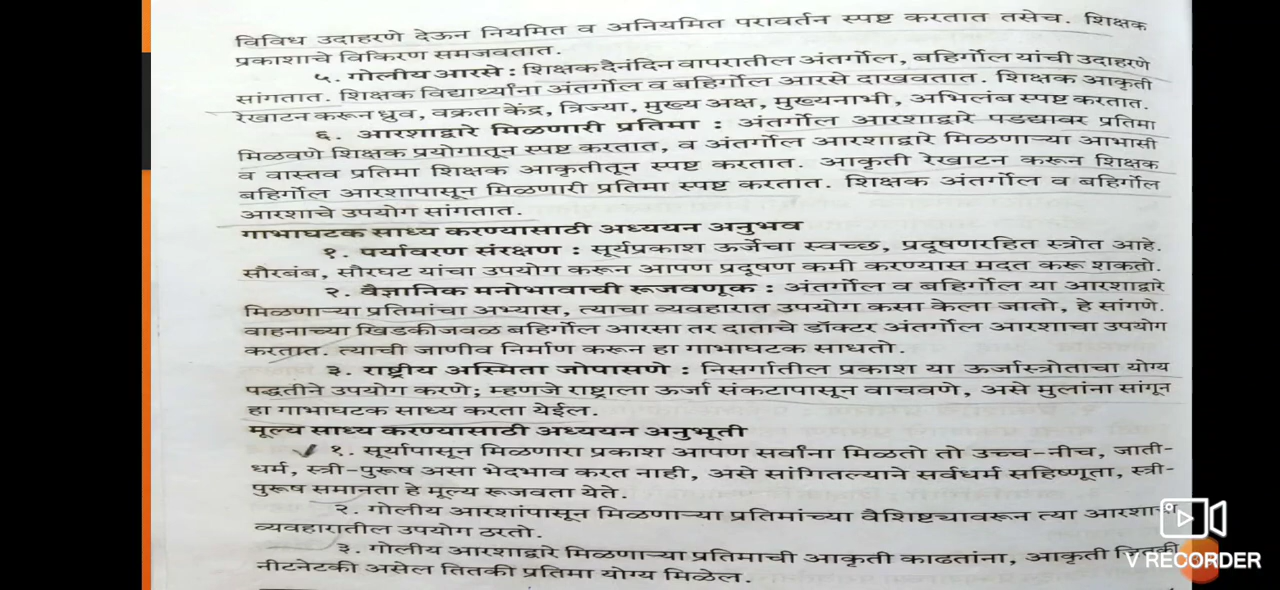 विविध उदाहरणे देऊन नियमित व अनियमित परावर्तन स्पष्ट करतात तसेच. शिक्षक
प्रकाशाचे विकिरण समजवतात.
५. गोलीय आरसे : शिक्षक दैनंदिन वापरातील अंतर्गोल, बहिर्गोल यांची उदाहरणे
सांगतात. शिक्षक विद्यार्थ्यांना अंतर्गोल व बहिर्गोल आरसे दाखवतात. शिक्षक आकृती
रेखाटन करून ध्रुव, वक्रता केंद्र, त्रिज्या, मुख्य अक्ष, मुख्यनाभी, अभिलंब स्पष्ट करतात.
६. आरशाद्वारे मिळणारी प्रतिमा : अंतर्गोल आरशाद्वारे पडद्यावर प्रतिमा
मिळवणे शिक्षक प्रयोगातून स्पष्ट करतात, व अंतर्गोल आरशाद्वारे मिळणाऱ्या आभासी
व वास्तव प्रतिमा शिक्षक आकृतीतून स्पष्ट करतात. आकृती रेखाटन करून शिक्षक
बहिर्गोल आरशापासून मिळणारी प्रतिमा स्पष्ट करतात. शिक्षक अंतर्गोल व बहिर्गोल
आरशाचे उपयोग सांगतात.
गाभाघटक साध्य करण्यासाठी अध्ययन अनुभव
१. पर्यावरण संरक्षण : सूर्यप्रकाश ऊर्जेचा स्वच्छ, प्रदूषणरहित स्त्रोत आहे.
सौरबंब, सौरघट यांचा उपयोग करून आपण प्रदूषण कमी करण्यास मदत करू शकतो.
२. वैज्ञानिक मनोभावाची रूजवणूक : अंतर्गोल व बहिर्गोल या आरशाद्वारे
मिळणाऱ्या प्रतिमांचा अभ्यास, त्याचा व्यवहारात उपयोग कसा केला जातो, हे सांगणे.
वाहनाच्या खिडकीजवळ बहिर्गोल आरसा तर दाताचे डॉक्टर अंतर्गोल आरशाचा उपयोग
करतात. त्याची जाणीव निर्माण करून हा गाभाघटक साधतो.
३. राष्ट्रीय अस्मिता जोपासणे : निसर्गातील प्रकाश या ऊर्जास्त्रोताचा योग्य
पद्धतीने उपयोग करणे; म्हणजे राष्ट्राला ऊर्जा संकटापासून वाचवणे, असे मुलांना सांगून
हा गाभाघटक साध्य करता येईल.
मूल्य साध्य करण्यासाठी अध्ययन अनुभूती
१. सूर्यापासून मिळणारा प्रकाश आपण सर्वांना मिळतो तो उच्च-नीच, जाती-
धर्म, स्त्री-पुरूष असा भेदभाव करत नाही, असे सांगितल्याने सर्वधर्म सहिष्णूता, स्त्री-
पुरूष समानता हे मूल्य रूजवता येते.
२. गोलीय आरशांपासून मिळणाऱ्या प्रतिमांच्या वैशिष्ट्यावरून त्या
व्यवहारातील उपयोग ठरतो.
३. गोलीय आरशाद्वारे मिळणाऱ्या प्रतिमाची आकृती काढतांना, आकृती
नीटनेटकी असेल तितकी प्रतिमा योग्य मिळेल.
V RECORDER